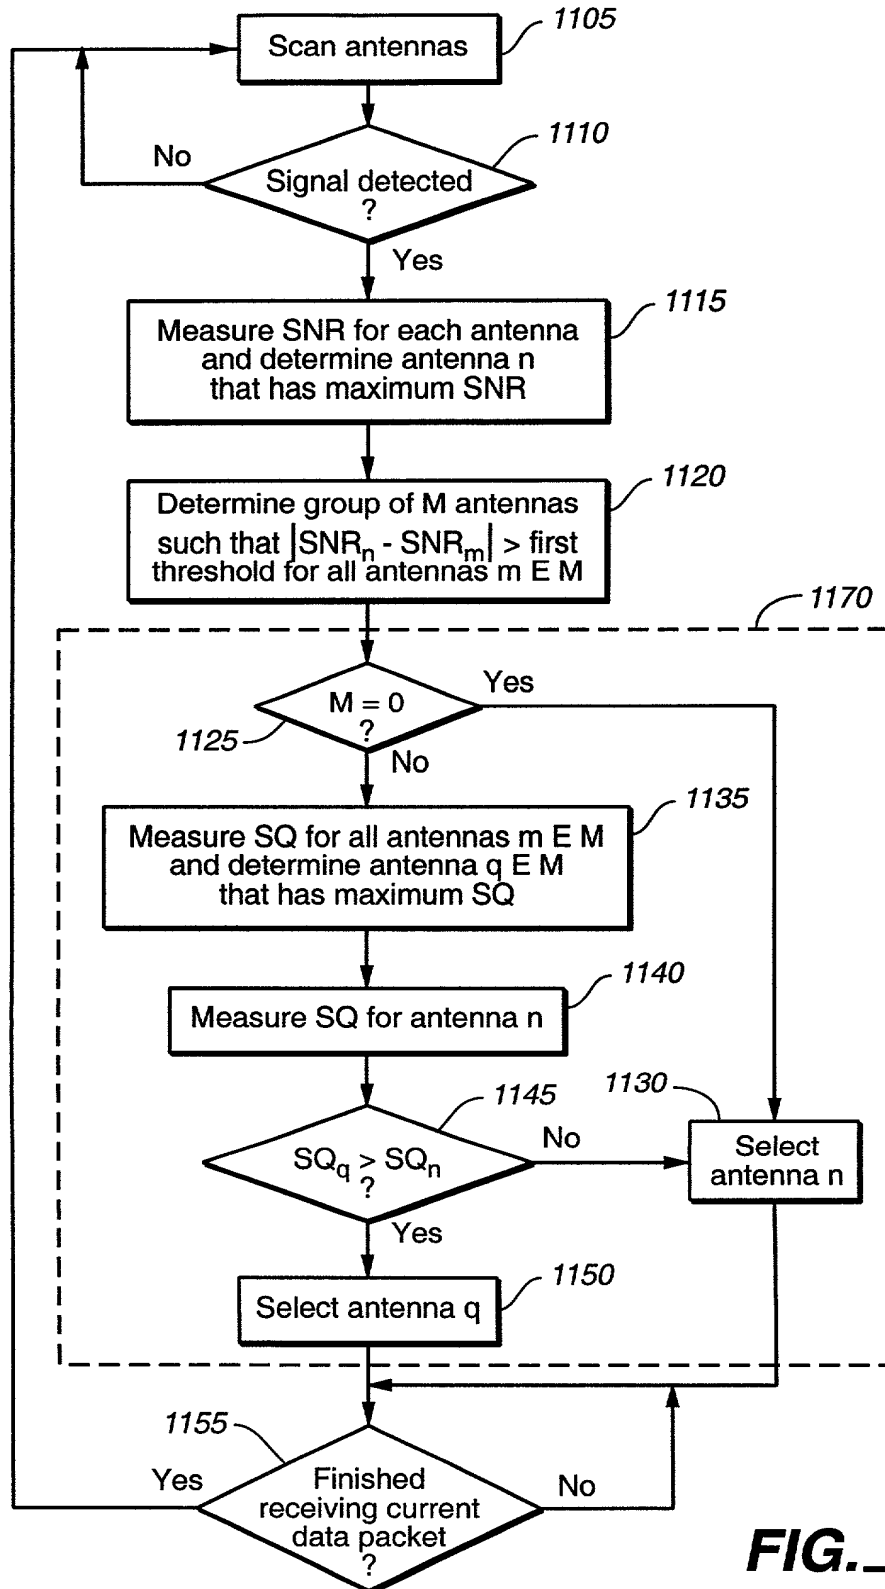 Scan antennas
1105
Signal detected
?
1110
No
Yes
Measure SNR for each antenna
and determine antenna n
that has maximum SNR
1115
Determine group of M antennas
such that |SNRn - SNRm| > first
threshold for all antennas m E M
1120
1170
M = 0
?
Yes
1125
No
Measure SQ for all antennas m E M
and determine antenna q E M
that has maximum SQ
1135
Measure SQ for antenna n
1140
SQq > SQn
?
1145
No
1130
Select
antenna n
Yes
Select antenna q
1150
1155
Yes
Finished
receiving current
data packet
?
No
FIG._